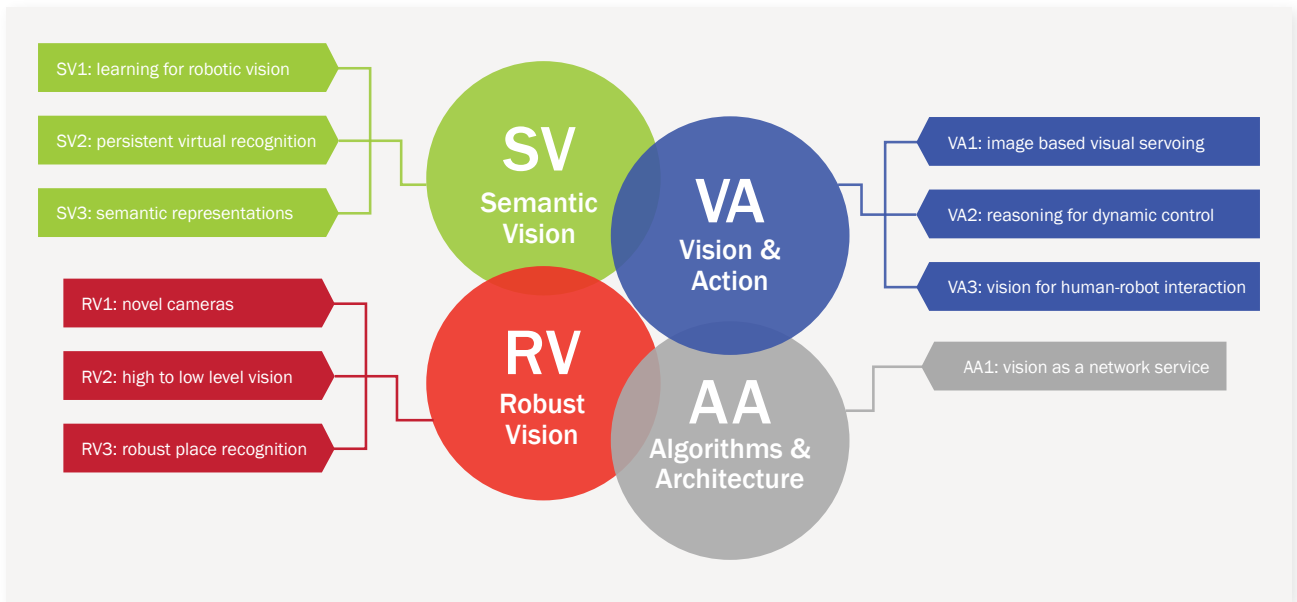 SV1: learning for robotic vision
SV2: persistent virtual recognition
SV3: semantic representations
SV
Semantic
Vision
VA
Vision &
Action
VA1: image based visual servoing
VA2: reasoning for dynamic control
VA3: vision for human-robot interaction
RV1: novel cameras
RV2: high to low level vision
RV3: robust place recognition
RV
Robust
Vision
AA
Algorithms &
Architecture
AA1: vision as a network service